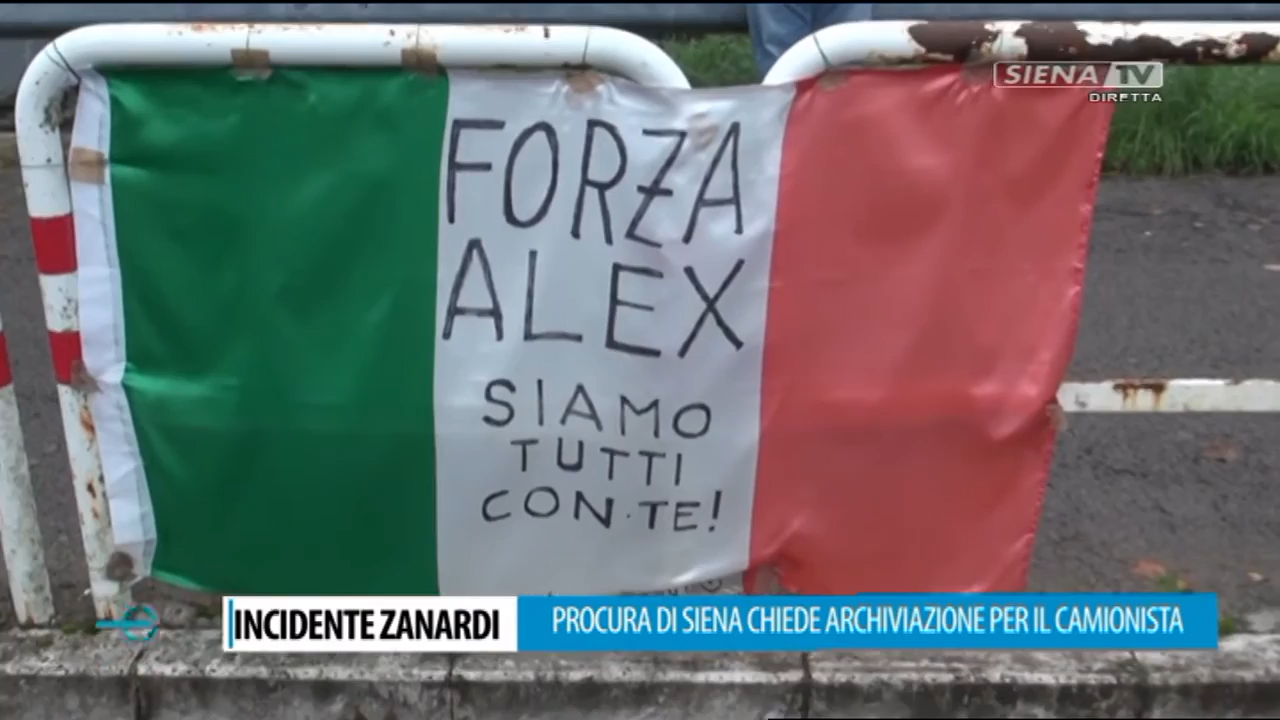 SIENA TV
DIRETTA
FORZA
ALEX
SIAMO
TUTTI
CON·TE!
INCIDENTE ZANARDI
PROCURA DI SIENA CHIEDE ARCHIVIAZIONE PER IL CAMIONISTA